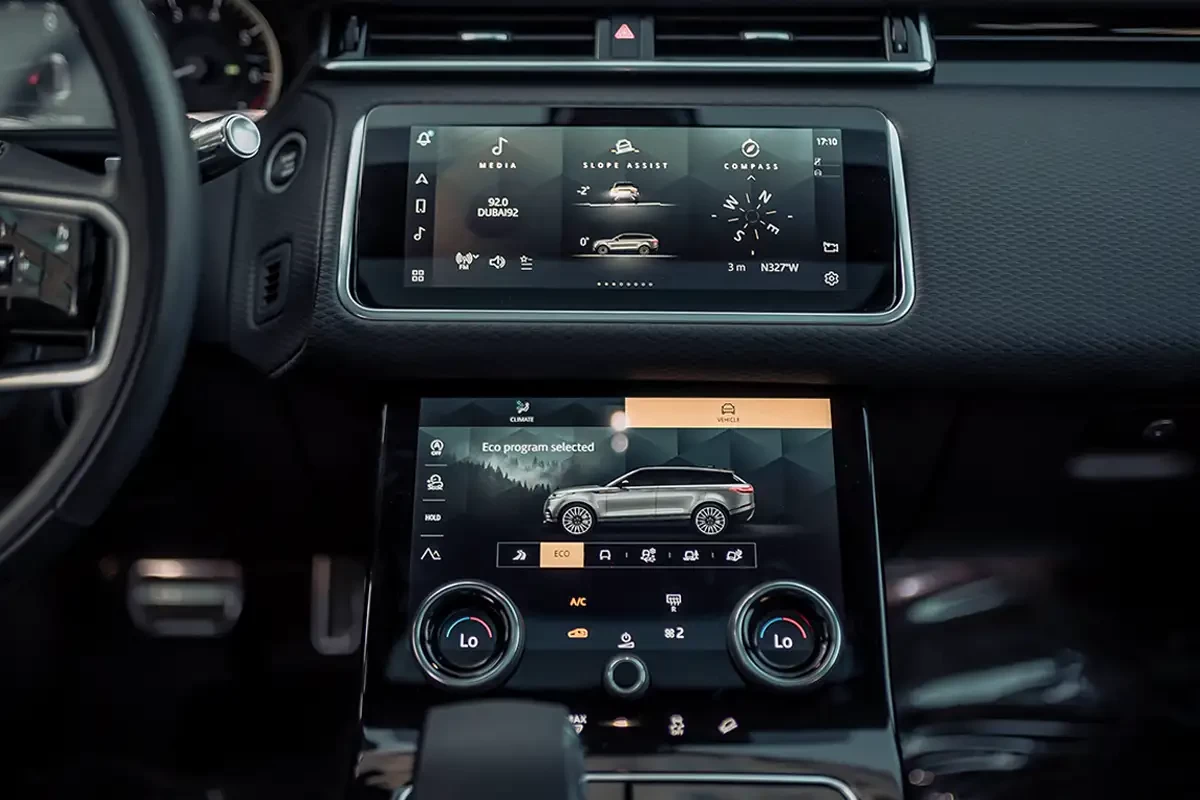 17:10
MEDIA
SLOPE ASSIST
COMPASS
-2°
92.0
DUBAI92
W N
S E
0°
FM
3 m N327°W
CLIMATE
VEHICLE
OFF
Eco program selected
HOLD
ECO
A/C
R
Lo
2
Lo
MAX